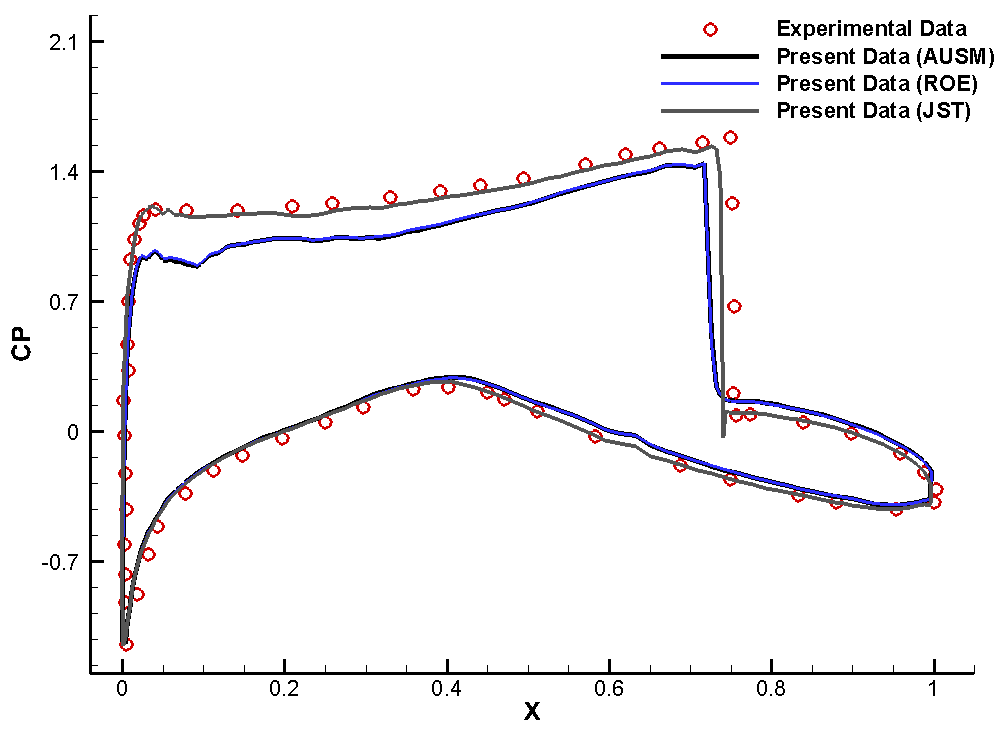 Experimental Data
Present Data (AUSM)
Present Data (ROE)
Present Data (JST)
2.1
1.4
0.7
0
-0.7
CP
0 0.2 0.4 0.6 0.8 1
X